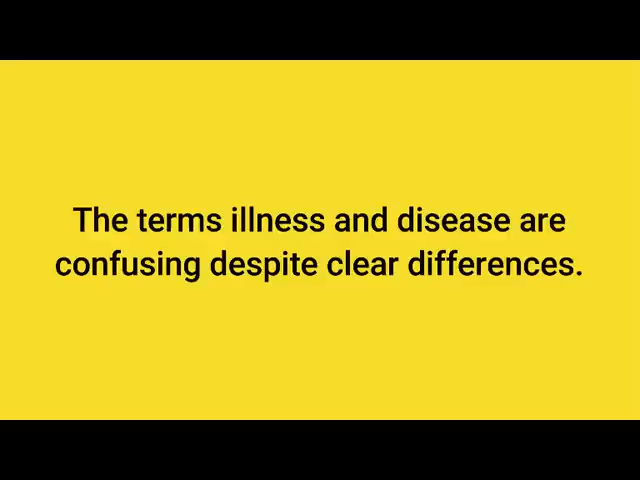 The terms illness and disease are
confusing despite clear differences.